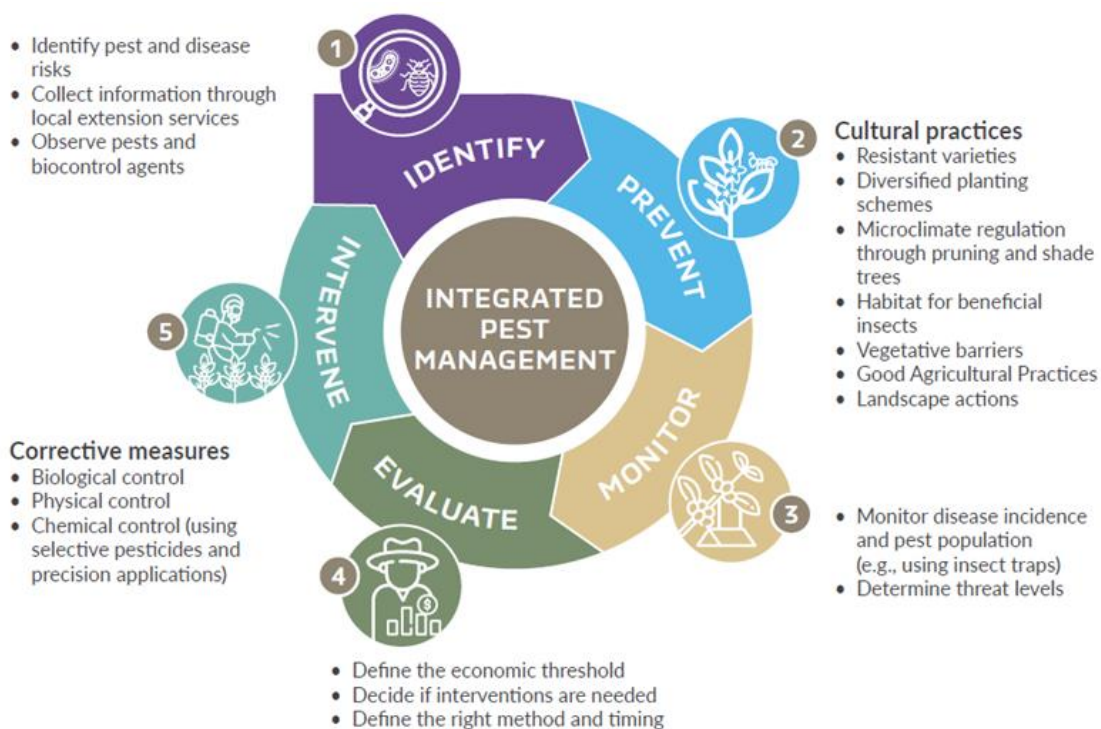 1
IDENTIFY
• Identify pest and disease
risks
• Collect information through
local extension services
• Observe pests and
biocontrol agents
2
PREVENT
Cultural practices
• Resistant varieties
• Diversified planting
schemes
• Microclimate regulation
through pruning and shade
trees
• Habitat for beneficial
insects
• Vegetative barriers
• Good Agricultural Practices
• Landscape actions
INTEGRATED
PEST
MANAGEMENT
3
MONITOR
• Monitor disease incidence
and pest population
(e.g., using insect traps)
• Determine threat levels
4
EVALUATE
$
• Define the economic threshold
• Decide if interventions are needed
• Define the right method and timing
5
INTERVENE
Corrective measures
• Biological control
• Physical control
• Chemical control (using
selective pesticides and
precision applications)